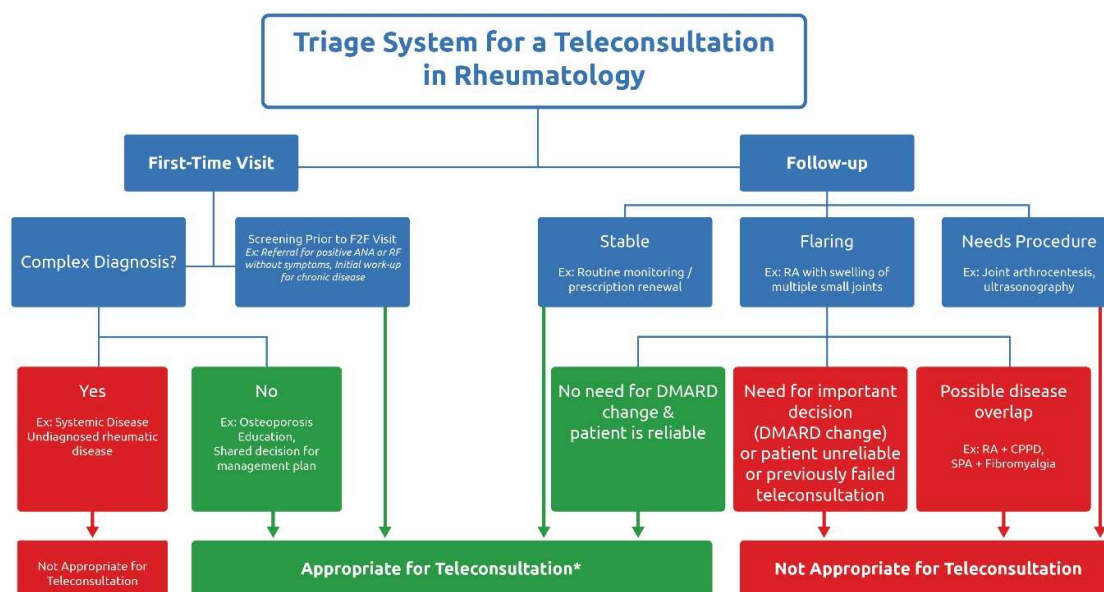 Triage System for a Teleconsultation
in Rheumatology
First-Time Visit
Follow-up
Complex Diagnosis?
Screening Prior to F2F Visit
Ex: Referral for positive ANA or RF
without symptoms, Initial work-up
for chronic disease
Stable
Ex: Routine monitoring /
prescription renewal
Flaring
Ex: RA with swelling of
multiple small joints
Needs Procedure
Ex: Joint arthrocentesis,
ultrasonography
Yes
Ex: Systemic Disease
Undiagnosed rheumatic
disease
No
Ex: Osteoporosis
Education,
Shared decision for
management plan
No need for DMARD
change &
patient is reliable
Need for important
decision
(DMARD change)
or patient unreliable
or previously failed
teleconsultation
Possible disease
overlap
Ex: RA + CPPD,
SPA + Fibromyalgia
Not Appropriate for
Teleconsultation
Appropriate for Teleconsultation*
Not Appropriate for Teleconsultation